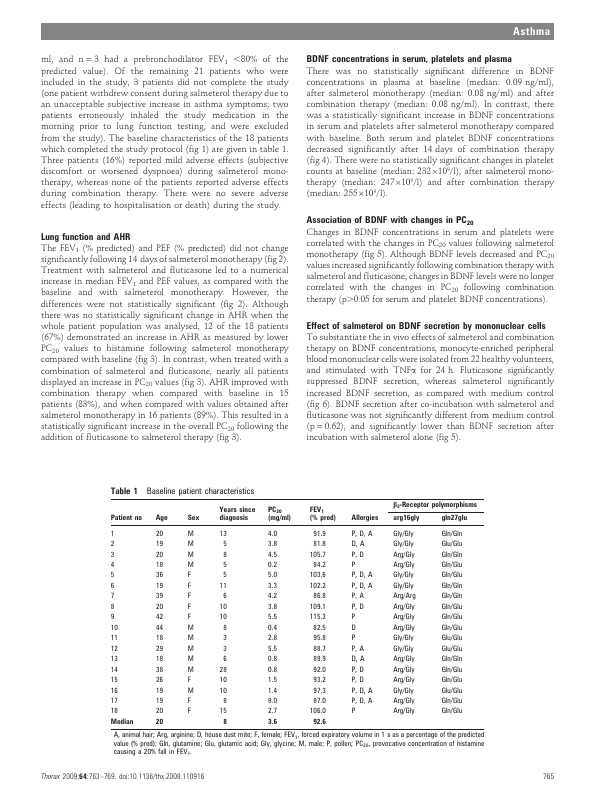 Asthma
ml, and n = 3 had a prebronchodilator FEV1 <80% of the
predicted value). Of the remaining 21 patients who were
included in the study, 3 patients did not complete the study
(one patient withdrew consent during salmeterol therapy due to
an unacceptable subjective increase in asthma symptoms; two
patients erroneously inhaled the study medication in the
morning prior to lung function testing, and were excluded
from the study). The baseline characteristics of the 18 patients
which completed the study protocol (fig 1) are given in table 1.
Three patients (16%) reported mild adverse effects (subjective
discomfort or worsened dyspnoea) during salmeterol mono-
therapy, whereas none of the patients reported adverse effects
during combination therapy. There were no severe adverse
effects (leading to hospitalisation or death) during the study.
Lung function and AHR
The FEV1 (% predicted) and PEF (% predicted) did not change
significantly following 14 days of salmeterol monotherapy (fig 2).
Treatment with salmeterol and fluticasone led to a numerical
increase in median FEV1 and PEF values, as compared with the
baseline and with salmeterol monotherapy. However, the
differences were not statistically significant (fig 2). Although
there was no statistically significant change in AHR when the
whole patient population was analysed, 12 of the 18 patients
(67%) demonstrated an increase in AHR as measured by lower
PC20 values to histamine following salmeterol monotherapy
compared with baseline (fig 3). In contrast, when treated with a
combination of salmeterol and fluticasone, nearly all patients
displayed an increase in PC20 values (fig 3). AHR improved with
combination therapy when compared with baseline in 15
patients (83%), and when compared with values obtained after
salmeterol monotherapy in 16 patients (89%). This resulted in a
statistically significant increase in the overall PC20 following the
addition of fluticasone to salmeterol therapy (fig 3).
BDNF concentrations in serum, platelets and plasma
There was no statistically significant difference in BDNF
concentrations in plasma at baseline (median: 0.09 ng/ml),
after salmeterol monotherapy (median: 0.08 ng/ml) and after
combination therapy (median: 0.08 ng/ml). In contrast, there
was a statistically significant increase in BDNF concentrations
in serum and platelets after salmeterol monotherapy compared
with baseline. Both serum and platelet BDNF concentrations
decreased significantly after 14 days of combination therapy
(fig 4). There were no statistically significant changes in platelet
counts at baseline (median: 232×10⁹/l), after salmeterol mono-
therapy (median: 247×10⁹/l) and after combination therapy
(median: 255×10⁹/l).
Association of BDNF with changes in PC20
Changes in BDNF concentrations in serum and platelets were
correlated with the changes in PC20 values following salmeterol
monotherapy (fig 5). Although BDNF levels decreased and PC20
values increased significantly following combination therapy with
salmeterol and fluticasone, changes in BDNF levels were no longer
correlated with the changes in PC20 following combination
therapy (p>0.05 for serum and platelet BDNF concentrations).
Effect of salmeterol on BDNF secretion by mononuclear cells
To substantiate the in vivo effects of salmeterol and combination
therapy on BDNF concentrations, monocyte-enriched peripheral
blood mononuclear cells were isolated from 22 healthy volunteers,
and stimulated with TNFα for 24 h. Fluticasone significantly
suppressed BDNF secretion, whereas salmeterol significantly
increased BDNF secretion, as compared with medium control
(fig 6). BDNF secretion after co-incubation with salmeterol and
fluticasone was not significantly different from medium control
(p = 0.62), and significantly lower than BDNF secretion after
incubation with salmeterol alone (fig 5).
Table 1 Baseline patient characteristics
Patient no Age Sex Years since diagnosis PC20 (mg/ml) FEV1 (% pred) Allergies β2-Receptor polymorphisms arg16gly gln27glu
1 20 M 13 4.0 91.9 P, D, A Gly/Gly Gln/Gln
2 19 M 5 3.8 81.8 D, A Gly/Gly Glu/Glu
3 20 M 8 4.5 105.7 P, D Arg/Gly Gln/Gln
4 18 M 5 0.2 84.2 P Arg/Gly Gln/Glu
5 36 F 5 5.0 103.6 P, D, A Gly/Gly Gln/Glu
6 19 F 11 3.3 102.2 P, D, A Gly/Gly Gln/Glu
7 39 F 6 4.2 86.8 P, A Arg/Arg Gln/Gln
8 20 F 10 3.8 109.1 P, D Arg/Gly Gln/Glu
9 42 F 10 5.5 115.3 P Arg/Gly Gln/Glu
10 44 M 8 0.4 82.5 D Arg/Gly Gln/Glu
11 18 M 3 2.8 95.8 P Gly/Gly Glu/Glu
12 29 M 3 5.5 88.7 P, A Gly/Gly Gln/Glu
13 18 M 6 0.8 89.9 D, A Arg/Gly Gln/Gln
14 38 M 28 0.8 92.0 P, D Arg/Gly Gln/Glu
15 26 F 10 1.5 93.2 P, D Arg/Gly Gln/Gln
16 19 M 10 1.4 97.3 P, D, A Gly/Gly Glu/Glu
17 19 F 8 8.0 87.0 P, D, A Arg/Gly Gln/Glu
18 20 F 15 2.7 106.0 P Arg/Gly Gln/Glu
Median 20 8 3.6 92.6
A, animal hair; Arg, arginine; D, house dust mite; F, female; FEV1, forced expiratory volume in 1 s as a percentage of the predicted
value (% pred); Gln, glutamine; Glu, glutamic acid; Gly, glycine; M, male; P, pollen; PC20, provocative concentration of histamine
causing a 20% fall in FEV1.
Thorax 2009;64:763–769. doi:10.1136/thx.2008.110916
765